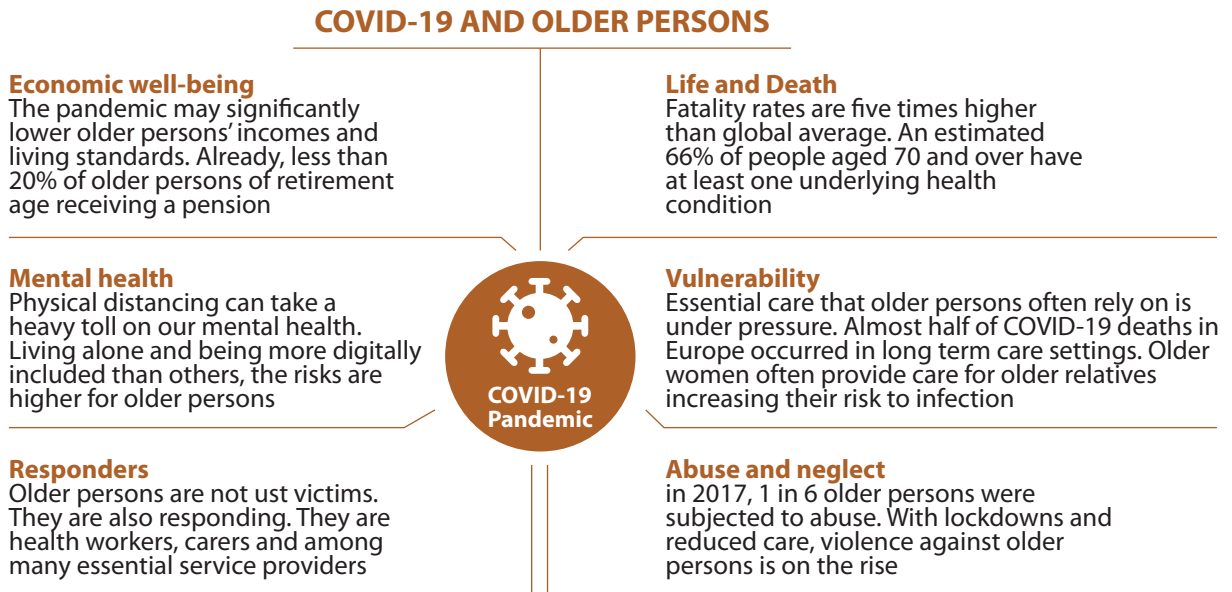 COVID-19 AND OLDER PERSONS
Economic well-being
The pandemic may significantly
lower older persons’ incomes and
living standards. Already, less than
20% of older persons of retirement
age receiving a pension
Life and Death
Fatality rates are five times higher
than global average. An estimated
66% of people aged 70 and over have
at least one underlying health
condition
Mental health
Physical distancing can take a
heavy toll on our mental health.
Living alone and being more digitally
included than others, the risks are
higher for older persons
COVID-19
Pandemic
Vulnerability
Essential care that older persons often rely on is
under pressure. Almost half of COVID-19 deaths in
Europe occurred in long term care settings. Older
women often provide care for older relatives
increasing their risk to infection
Responders
Older persons are not ust victims.
They are also responding. They are
health workers, carers and among
many essential service providers
Abuse and neglect
in 2017, 1 in 6 older persons were
subjected to abuse. With lockdowns and
reduced care, violence against older
persons is on the rise